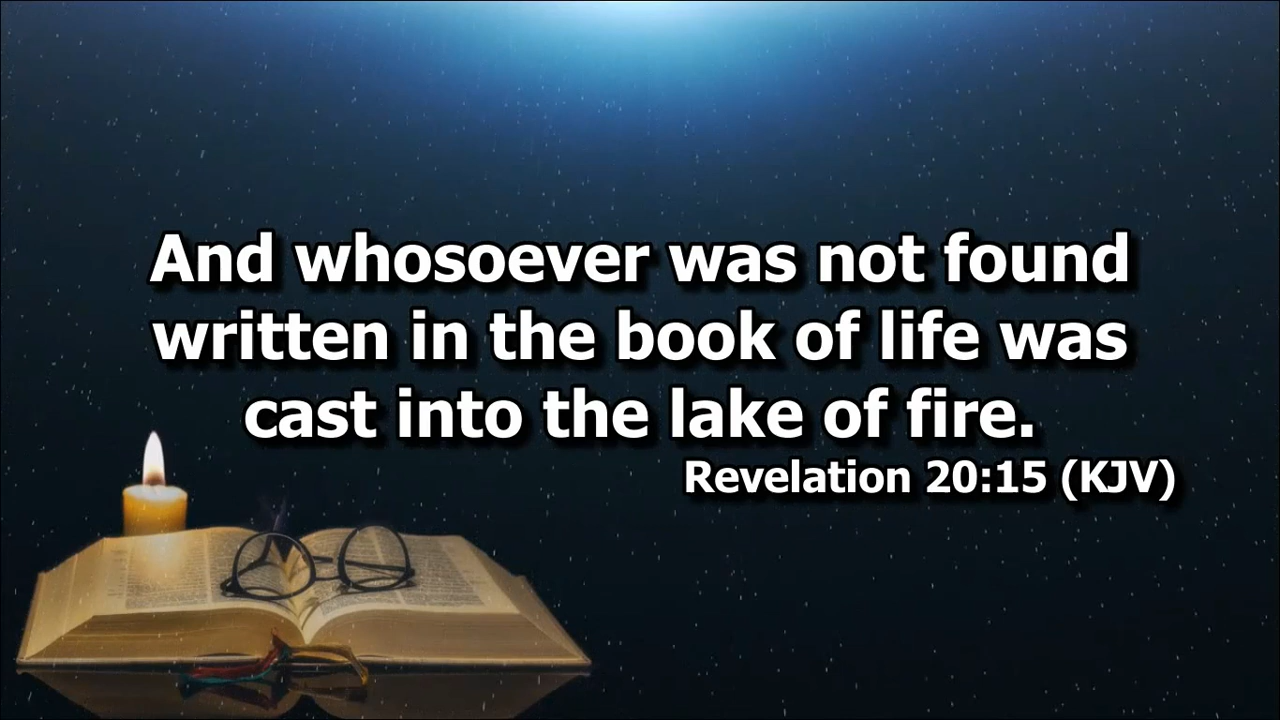 And whosoever was not found
written in the book of life was
cast into the lake of fire.
Revelation 20:15 (KJV)